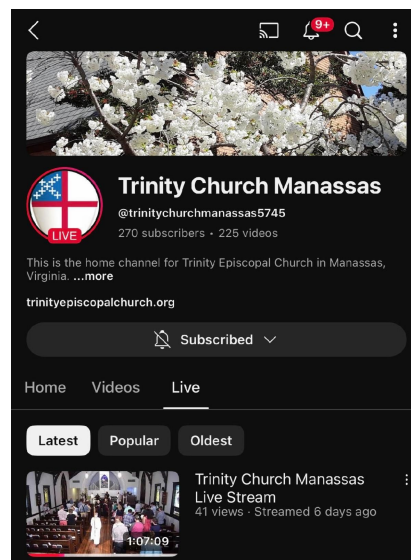 9+
LIVE
Trinity Church Manassas
@trinitychurchmanassas5745
270 subscribers • 225 videos
This is the home channel for Trinity Episcopal Church in Manassas,
Virginia. ...more
trinityepiscopalchurch.org
Subscribed
Home Videos Live
Latest Popular Oldest
1:07:09
Trinity Church Manassas
Live Stream
41 views · Streamed 6 days ago